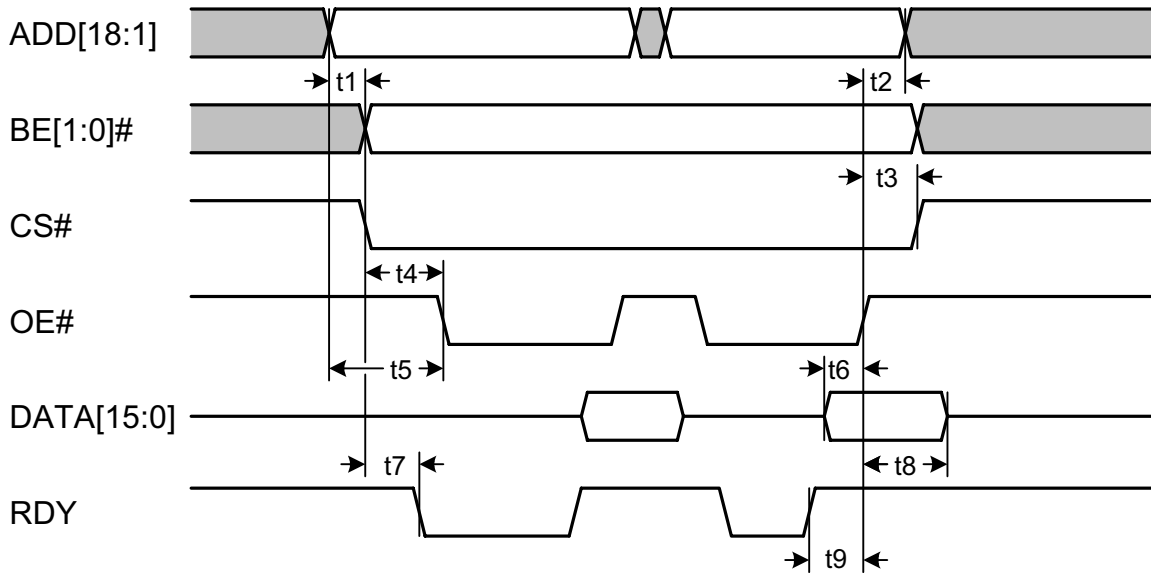 ADD[18:1]
t1
t2
BE[1:0]#
t3
CS#
t4
OE#
t5
t6
DATA[15:0]
t7
t8
RDY
t9